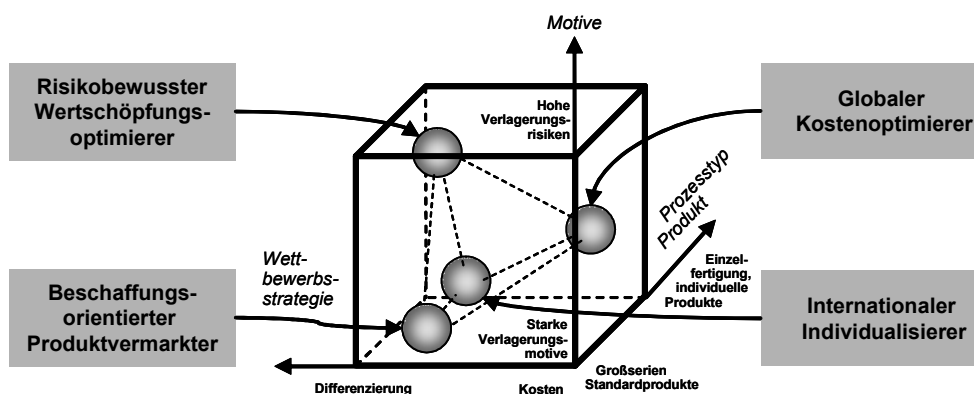 Motive
Risikobewusster
Wertschöpfungs-
optimierer
Globaler
Kostenoptimierer
Hohe
Verlagerungs-
risiken
Prozesstyp
Produkt
Wett-
bewerbs-
strategie
Einzel-
fertigung,
individuelle
Produkte
Beschaffungs-
orientierter
Produktvermarkter
Internationaler
Individualisierer
Starke
Verlagerungs-
motive
Großserien
Standardprodukte
Differenzierung
Kosten